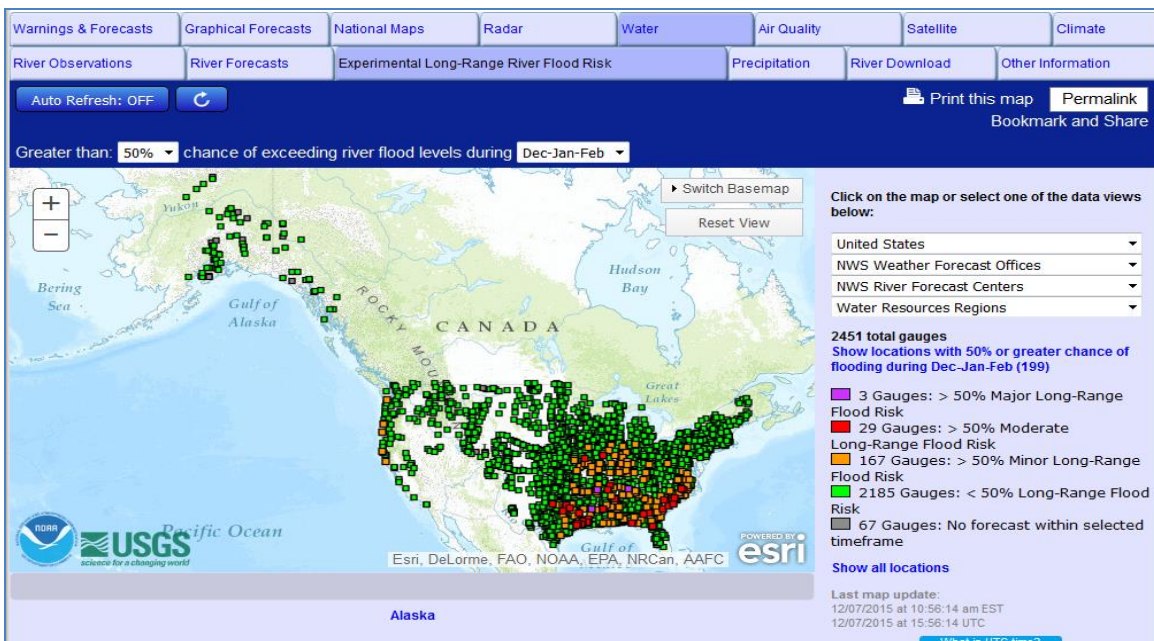 Warnings & Forecasts Graphical Forecasts National Maps Radar Water Air Quality Satellite Climate
River Observations River Forecasts Experimental Long-Range River Flood Risk Precipitation River Download Other Information
Auto Refresh: OFF Print this map Permalink
Bookmark and Share
Greater than: 50% chance of exceeding river flood levels during Dec-Jan-Feb
+
−
Switch Basemap
Reset View
Yukon
Bering
Sea
Gulf of
Alaska
Hudson
Bay
ROCKY MOU
CANADA
Great
Lakes
Pacific Ocean
Gulf of
NOAA
USGS
science for a changing world
Esri, DeLorme, FAO, NOAA, EPA, NRCan, AAFC
POWERED BY
esri
Alaska
Click on the map or select one of the data views
below:
United States
NWS Weather Forecast Offices
NWS River Forecast Centers
Water Resources Regions
2451 total gauges
Show locations with 50% or greater chance of
flooding during Dec-Jan-Feb (199)
3 Gauges: > 50% Major Long-Range
Flood Risk
29 Gauges: > 50% Moderate
Long-Range Flood Risk
167 Gauges: > 50% Minor Long-Range
Flood Risk
2185 Gauges: < 50% Long-Range Flood
Risk
67 Gauges: No forecast within selected
timeframe
Show all locations
Last map update:
12/07/2015 at 10:56:14 am EST
12/07/2015 at 15:56:14 UTC
What is UTC time?